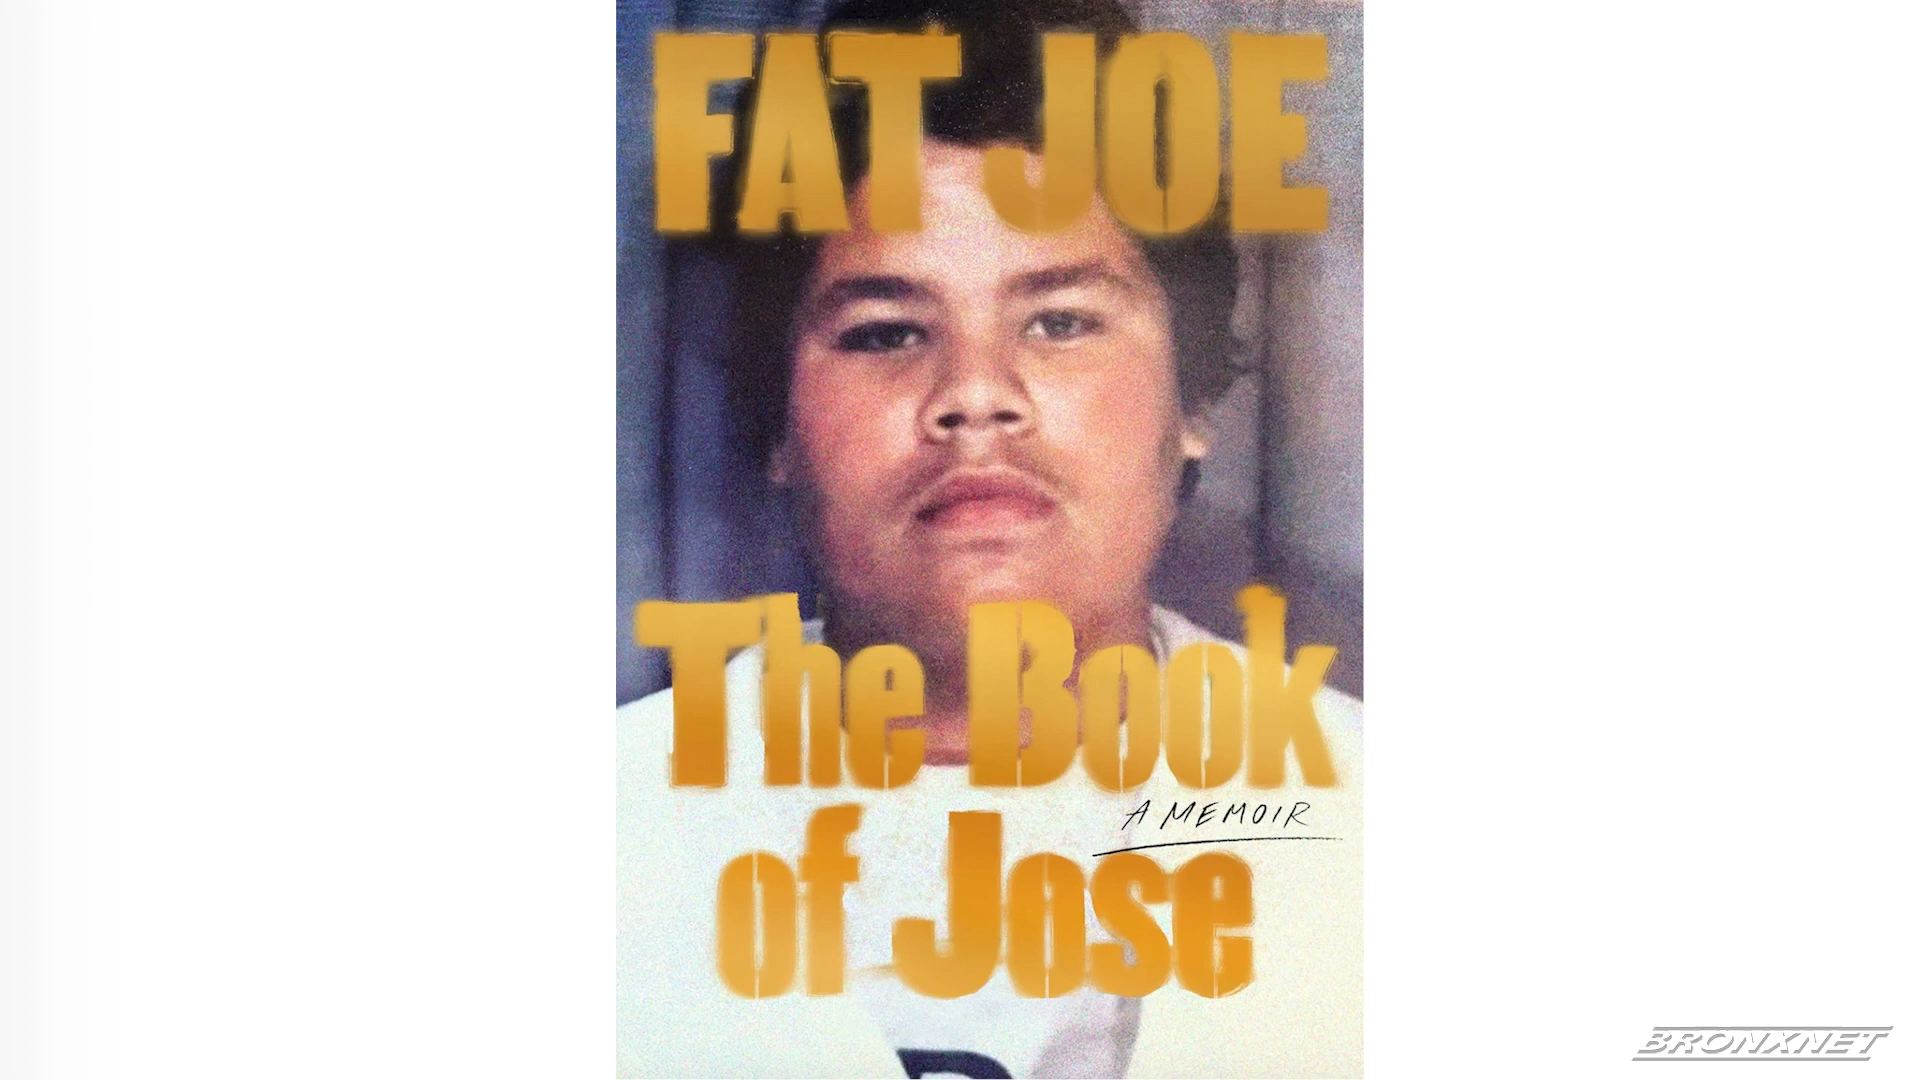 FAT JOE
The Book
A MEMOIR
of Jose
BRONXNET